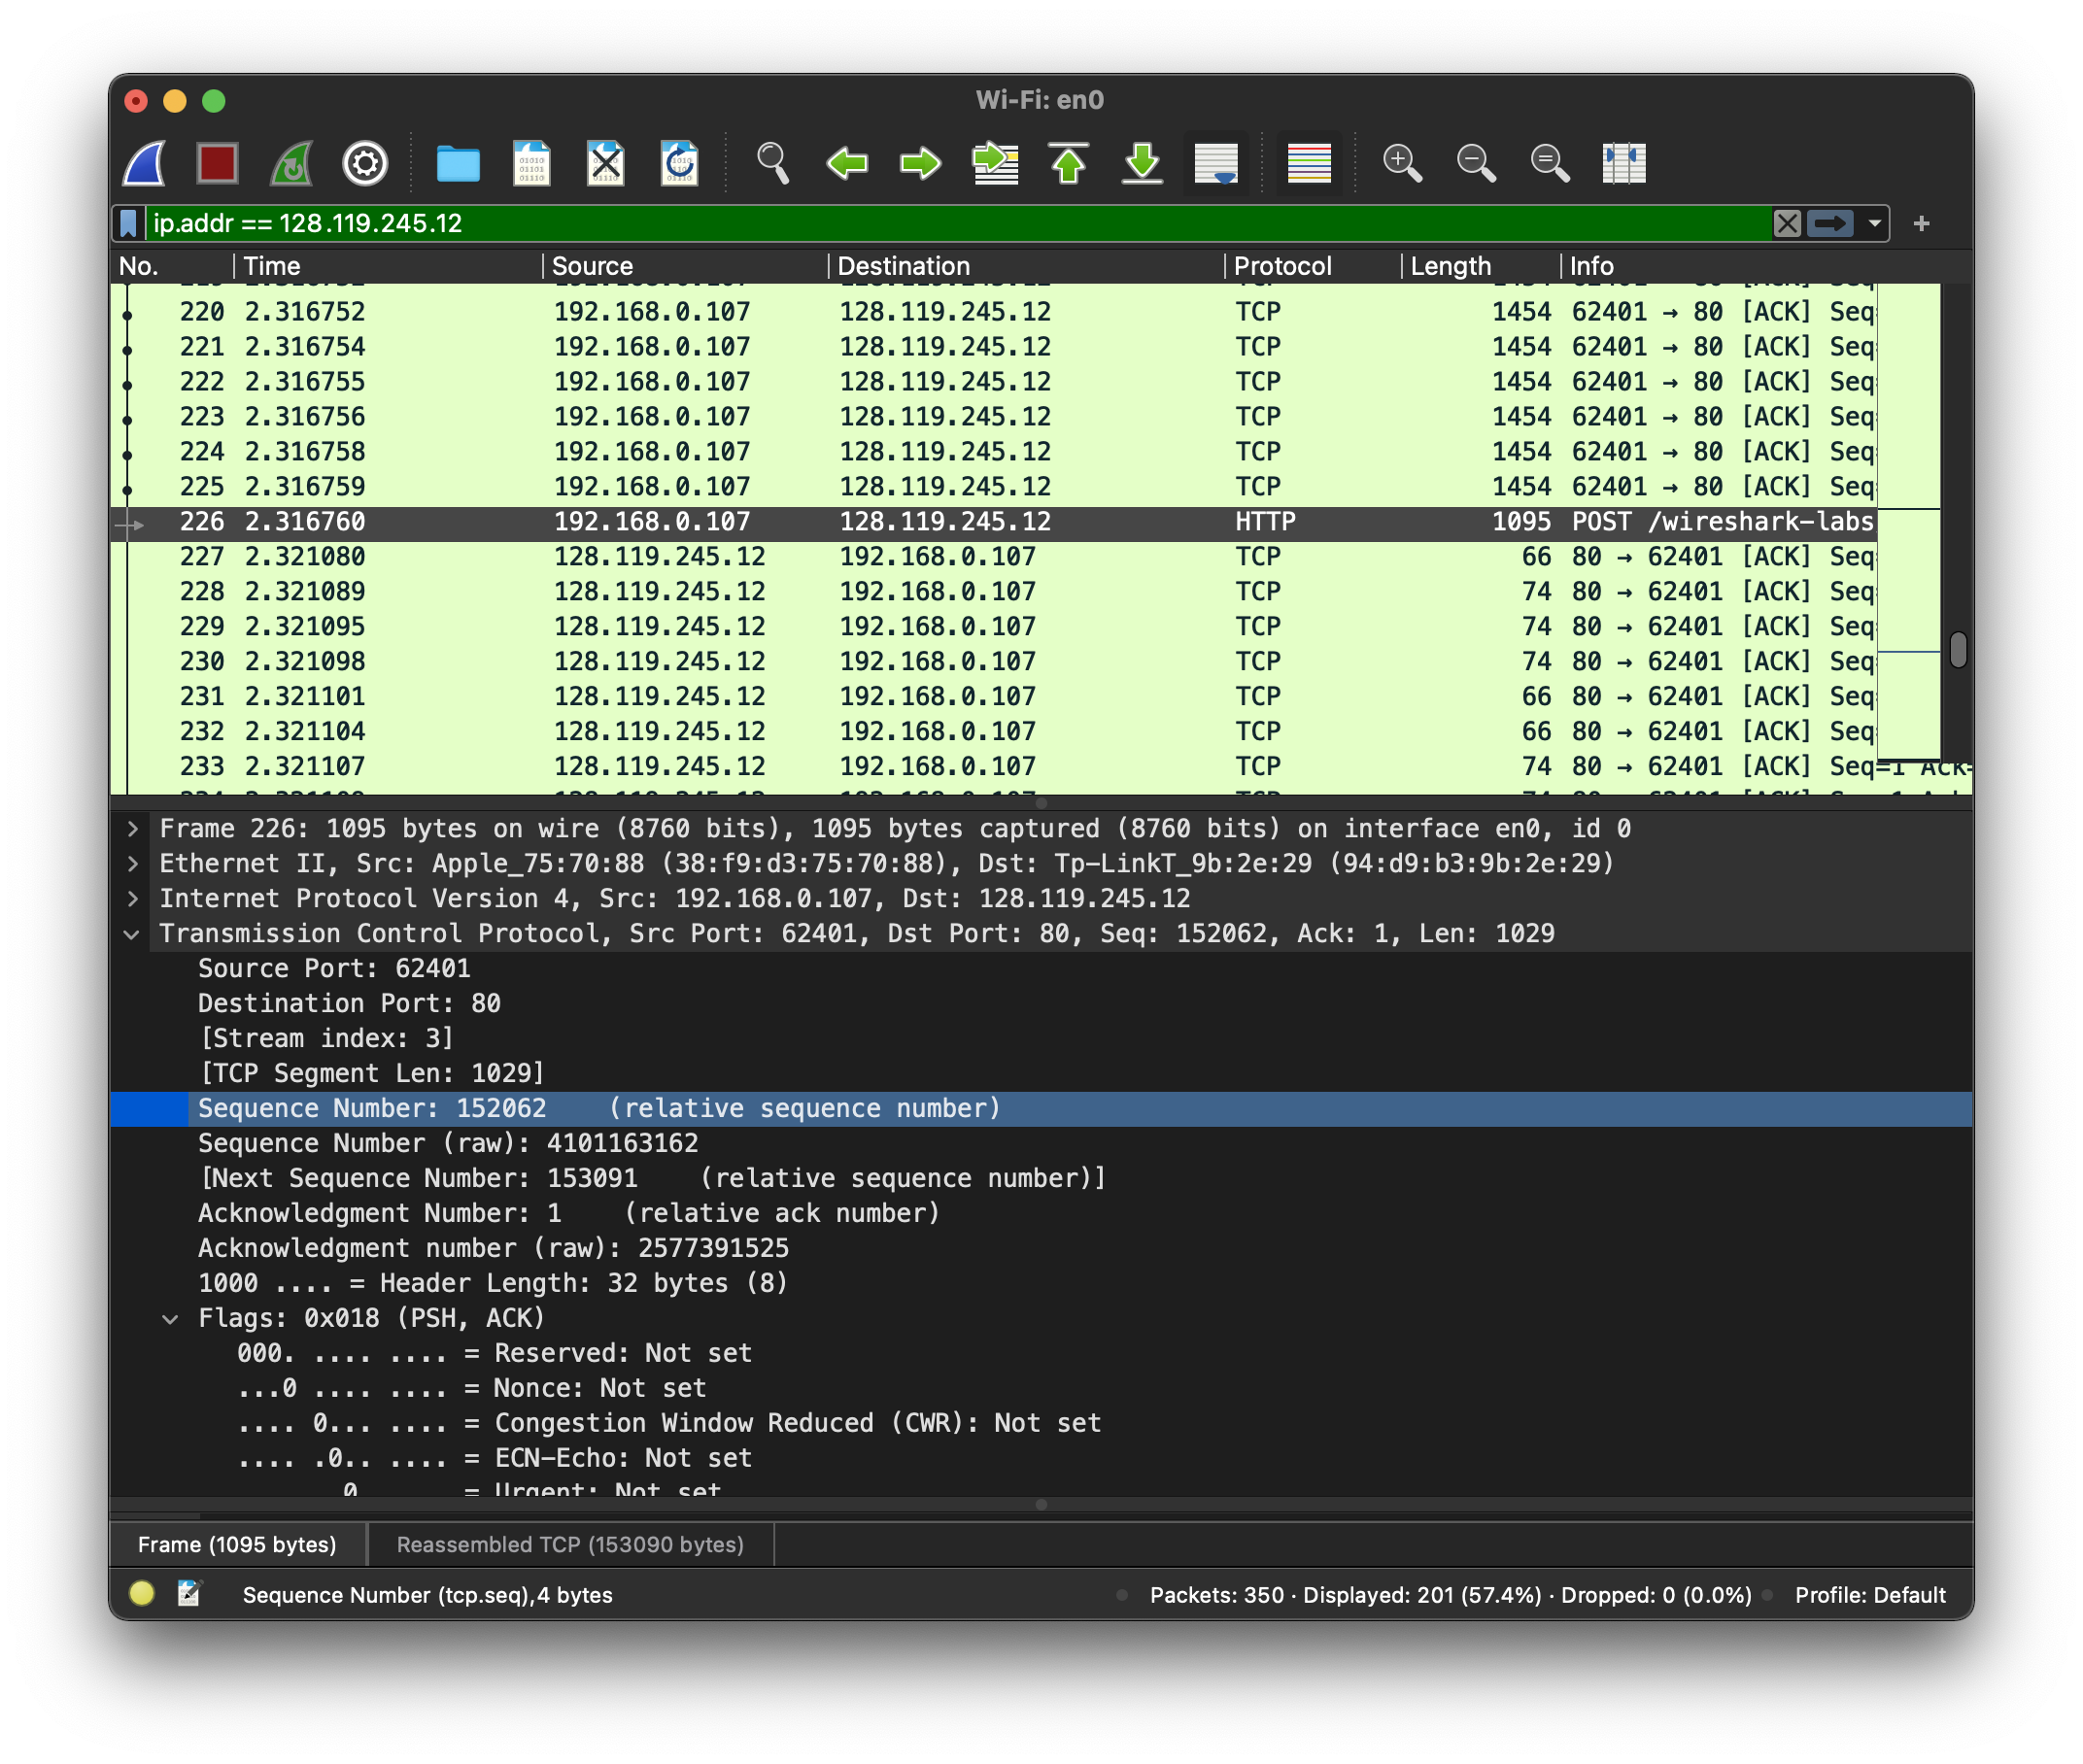 Wi-Fi: en0
ip.addr == 128.119.245.12
No. Time Source Destination Protocol Length Info
220 2.316752 192.168.0.107 128.119.245.12 TCP 1454 62401 → 80 [ACK] Seq=
221 2.316754 192.168.0.107 128.119.245.12 TCP 1454 62401 → 80 [ACK] Seq=
222 2.316755 192.168.0.107 128.119.245.12 TCP 1454 62401 → 80 [ACK] Seq=
223 2.316756 192.168.0.107 128.119.245.12 TCP 1454 62401 → 80 [ACK] Seq=
224 2.316758 192.168.0.107 128.119.245.12 TCP 1454 62401 → 80 [ACK] Seq=
225 2.316759 192.168.0.107 128.119.245.12 TCP 1454 62401 → 80 [ACK] Seq=
226 2.316760 192.168.0.107 128.119.245.12 HTTP 1095 POST /wireshark-labs
227 2.321080 128.119.245.12 192.168.0.107 TCP 66 80 → 62401 [ACK] Seq=
228 2.321089 128.119.245.12 192.168.0.107 TCP 74 80 → 62401 [ACK] Seq=
229 2.321095 128.119.245.12 192.168.0.107 TCP 74 80 → 62401 [ACK] Seq=
230 2.321098 128.119.245.12 192.168.0.107 TCP 74 80 → 62401 [ACK] Seq=
231 2.321101 128.119.245.12 192.168.0.107 TCP 66 80 → 62401 [ACK] Seq=
232 2.321104 128.119.245.12 192.168.0.107 TCP 66 80 → 62401 [ACK] Seq=
233 2.321107 128.119.245.12 192.168.0.107 TCP 74 80 → 62401 [ACK] Seq=1 Ack=
Frame 226: 1095 bytes on wire (8760 bits), 1095 bytes captured (8760 bits) on interface en0, id 0
Ethernet II, Src: Apple_75:70:88 (38:f9:d3:75:70:88), Dst: Tp-LinkT_9b:2e:29 (94:d9:b3:9b:2e:29)
Internet Protocol Version 4, Src: 192.168.0.107, Dst: 128.119.245.12
Transmission Control Protocol, Src Port: 62401, Dst Port: 80, Seq: 152062, Ack: 1, Len: 1029
Source Port: 62401
Destination Port: 80
[Stream index: 3]
[TCP Segment Len: 1029]
Sequence Number: 152062    (relative sequence number)
Sequence Number (raw): 4101163162
[Next Sequence Number: 153091    (relative sequence number)]
Acknowledgment Number: 1    (relative ack number)
Acknowledgment number (raw): 2577391525
1000 .... = Header Length: 32 bytes (8)
Flags: 0x018 (PSH, ACK)
000. .... .... = Reserved: Not set
...0 .... .... = Nonce: Not set
.... 0... .... = Congestion Window Reduced (CWR): Not set
.... .0.. .... = ECN-Echo: Not set
0 = Urgent: Not set
Frame (1095 bytes) Reassembled TCP (153090 bytes)
Sequence Number (tcp.seq),4 bytes Packets: 350 · Displayed: 201 (57.4%) · Dropped: 0 (0.0%) Profile: Default